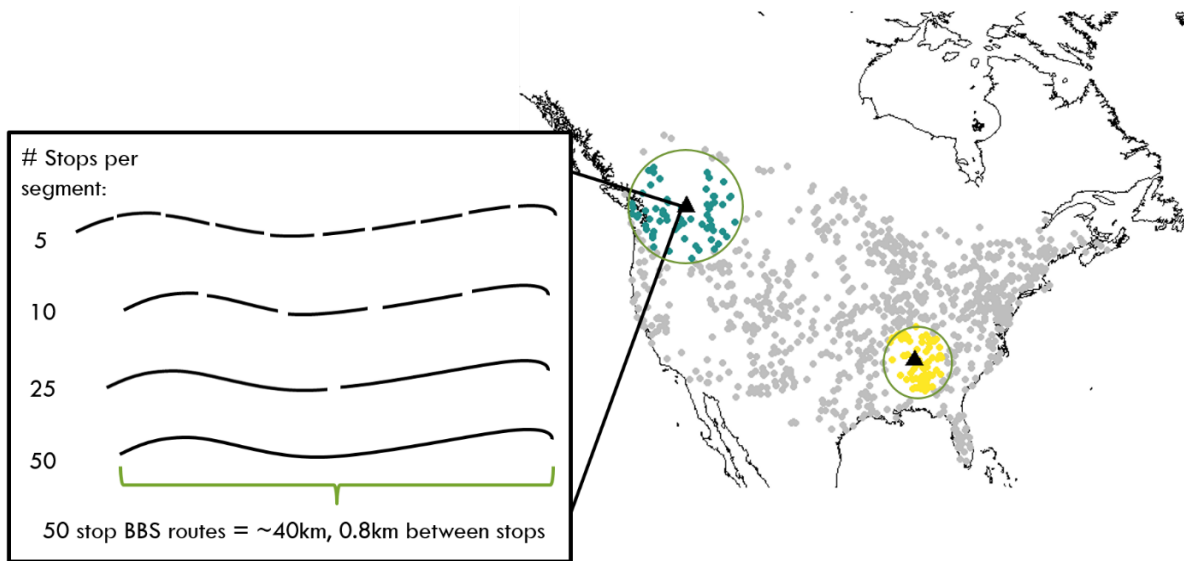 # Stops per
segment:
5
10
25
50
50 stop BBS routes = ~40km, 0.8km between stops